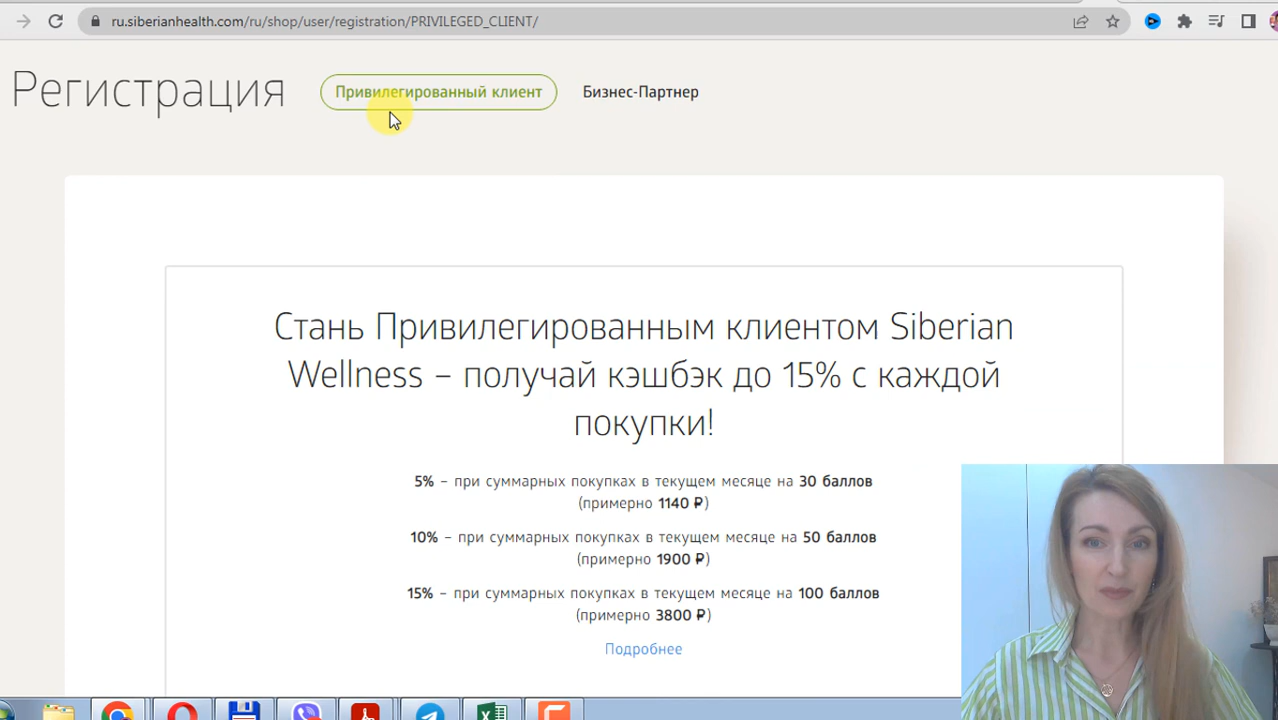 ru.siberianhealth.com/ru/shop/user/registration/PRIVILEGED_CLIENT/
Регистрация
Привилегированный клиент
Бизнес-Партнер
Стань Привилегированным клиентом Siberian
Wellness – получай кэшбэк до 15% с каждой
покупки!
5% – при суммарных покупках в текущем месяце на 30 баллов
(примерно 1140 ₽)
10% – при суммарных покупках в текущем месяце на 50 баллов
(примерно 1900 ₽)
15% – при суммарных покупках в текущем месяце на 100 баллов
(примерно 3800 ₽)
Подробнее